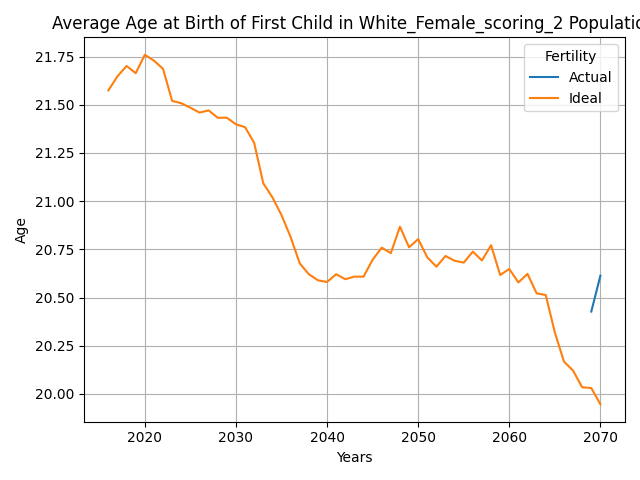 Average Age at Birth of First Child in White_Female_scoring_2 Populatio
Fertility
Actual
Ideal
21.75
21.50
21.25
21.00
20.75
20.50
20.25
20.00
Age
2020 2030 2040 2050 2060 2070
Years